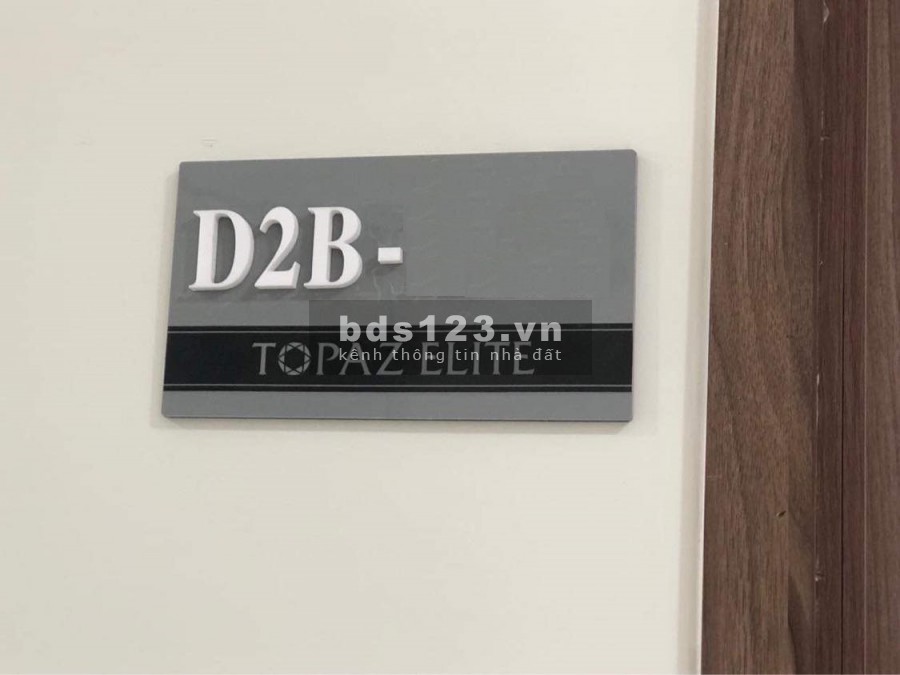 D2B-
bds123.vn
kênh thông tin nhà đất
TOPAZ ELITE